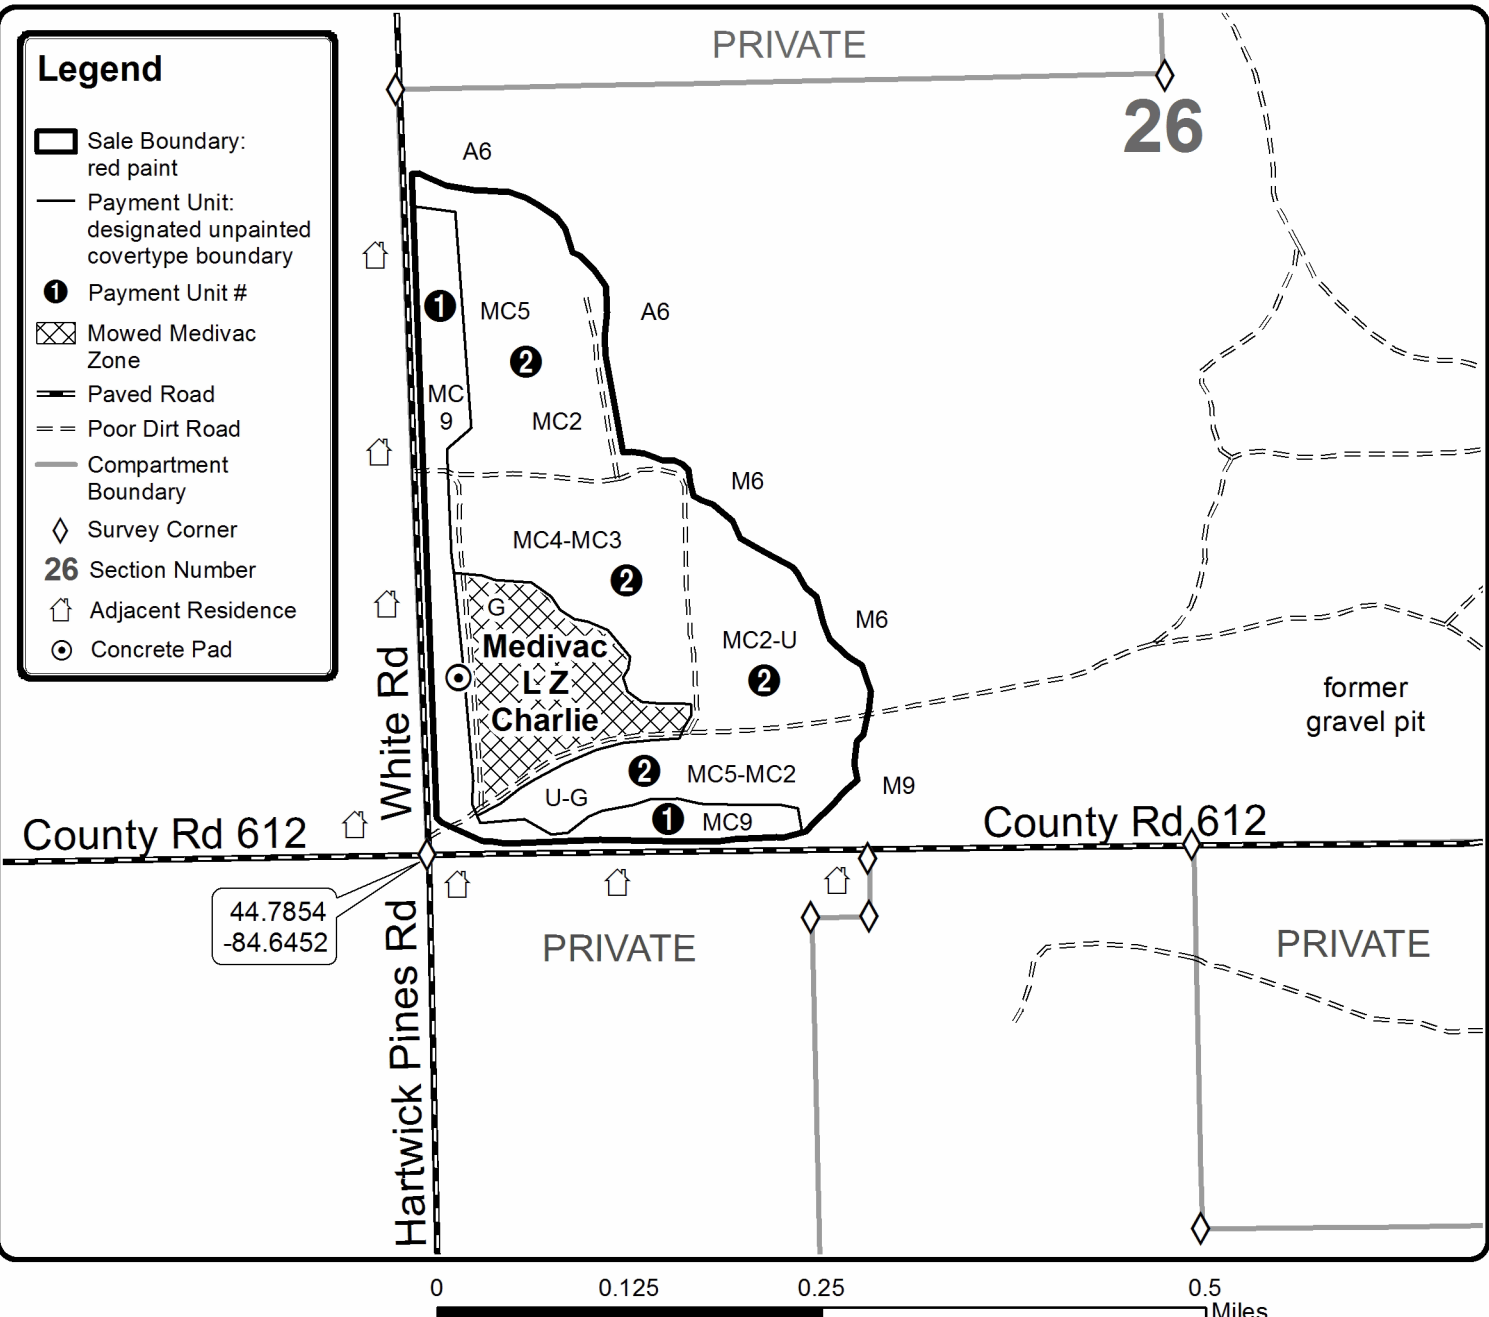 Legend
Sale Boundary:
red paint
Payment Unit:
designated unpainted
covertype boundary
1 Payment Unit #
Mowed Medivac
Zone
Paved Road
Poor Dirt Road
Compartment
Boundary
Survey Corner
26 Section Number
Adjacent Residence
Concrete Pad
PRIVATE
26
A6
1
MC5
A6
2
MC
9
MC2
M6
MC4-MC3
2
G
M6
Medivac
MC2-U
L Z
2
Charlie
former
gravel pit
White Rd
2
MC5-MC2
M9
U-G
1
MC9
County Rd 612
County Rd 612
44.7854
-84.6452
Hartwick Pines Rd
PRIVATE
PRIVATE
0
0.125
0.25
0.5
Miles